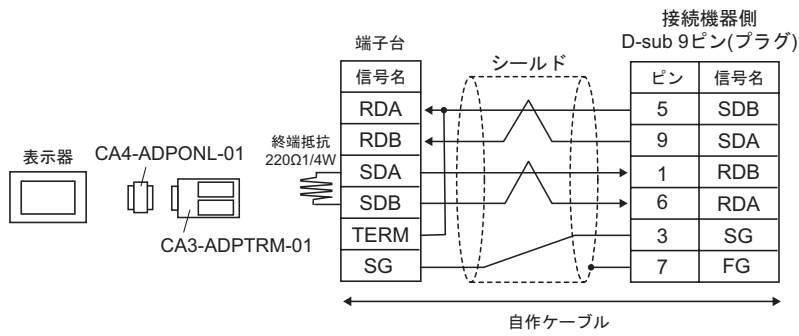 接続機器側
D-sub 9ピン(プラグ)
端子台
シールド
信号名
ピン 信号名
RDA
5 SDB
RDB
9 SDA
終端抵抗
220Ω1/4W
表示器
CA4-ADPONL-01
SDA
1 RDB
SDB
6 RDA
CA3-ADPTRM-01
TERM
3 SG
SG
7 FG
自作ケーブル